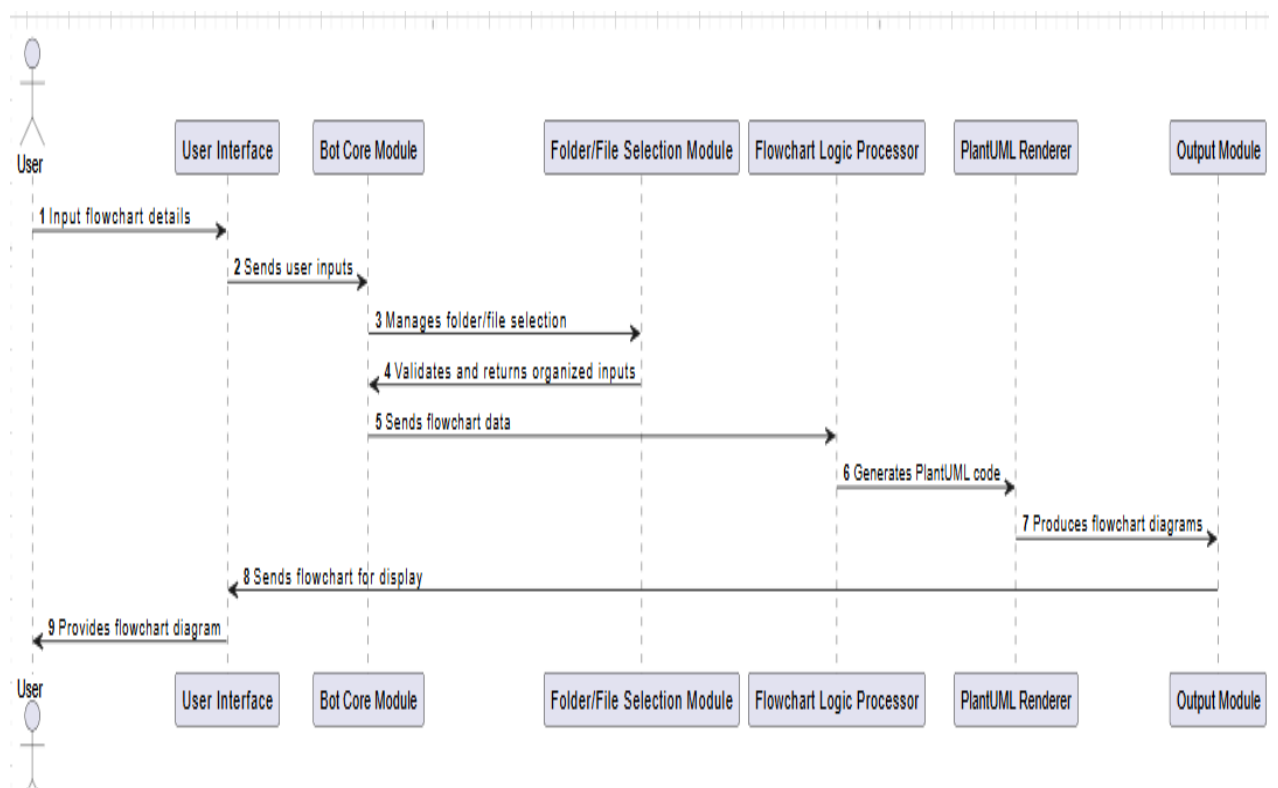 User
User Interface
Bot Core Module
Folder/File Selection Module
Flowchart Logic Processor
PlantUML Renderer
Output Module
1 Input flowchart details
2 Sends user inputs
3 Manages folder/file selection
4 Validates and returns organized inputs
5 Sends flowchart data
6 Generates PlantUML code
7 Produces flowchart diagrams
8 Sends flowchart for display
9 Provides flowchart diagram
User
User Interface
Bot Core Module
Folder/File Selection Module
Flowchart Logic Processor
PlantUML Renderer
Output Module